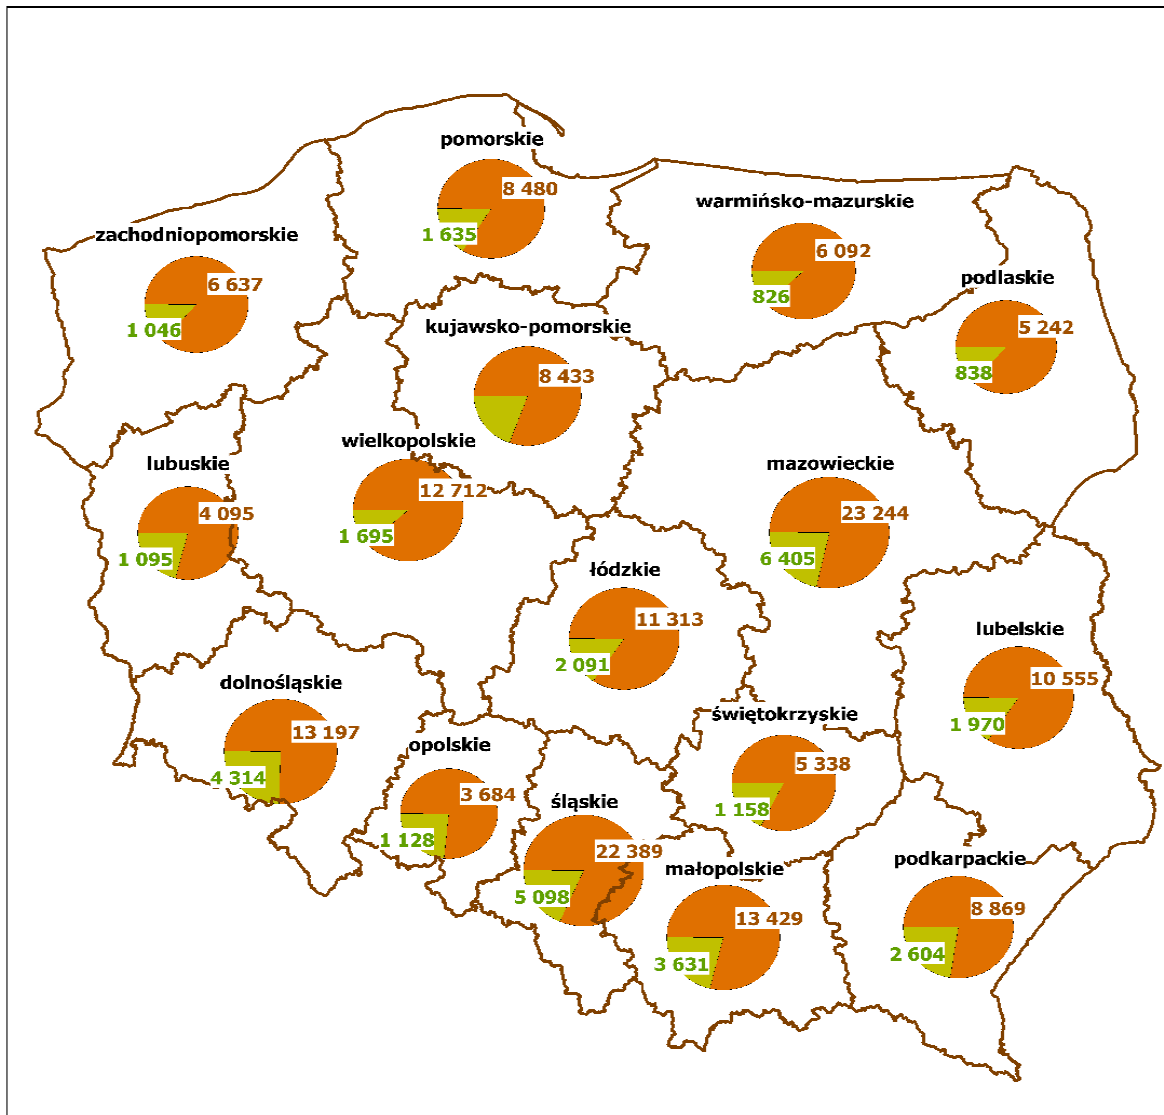 pomorskie
8 480
1 635
warmińsko-mazurskie
6 092
826
zachodniopomorskie
6 637
1 046
podlaskie
5 242
838
kujawsko-pomorskie
8 433
wielkopolskie
12 712
1 695
lubuskie
4 095
1 095
mazowieckie
23 244
6 405
łódzkie
11 313
2 091
lubelskie
10 555
1 970
dolnośląskie
13 197
4 314
opolskie
3 684
1 128
świętokrzyskie
5 338
1 158
śląskie
22 389
5 098
małopolskie
13 429
3 631
podkarpackie
8 869
2 604